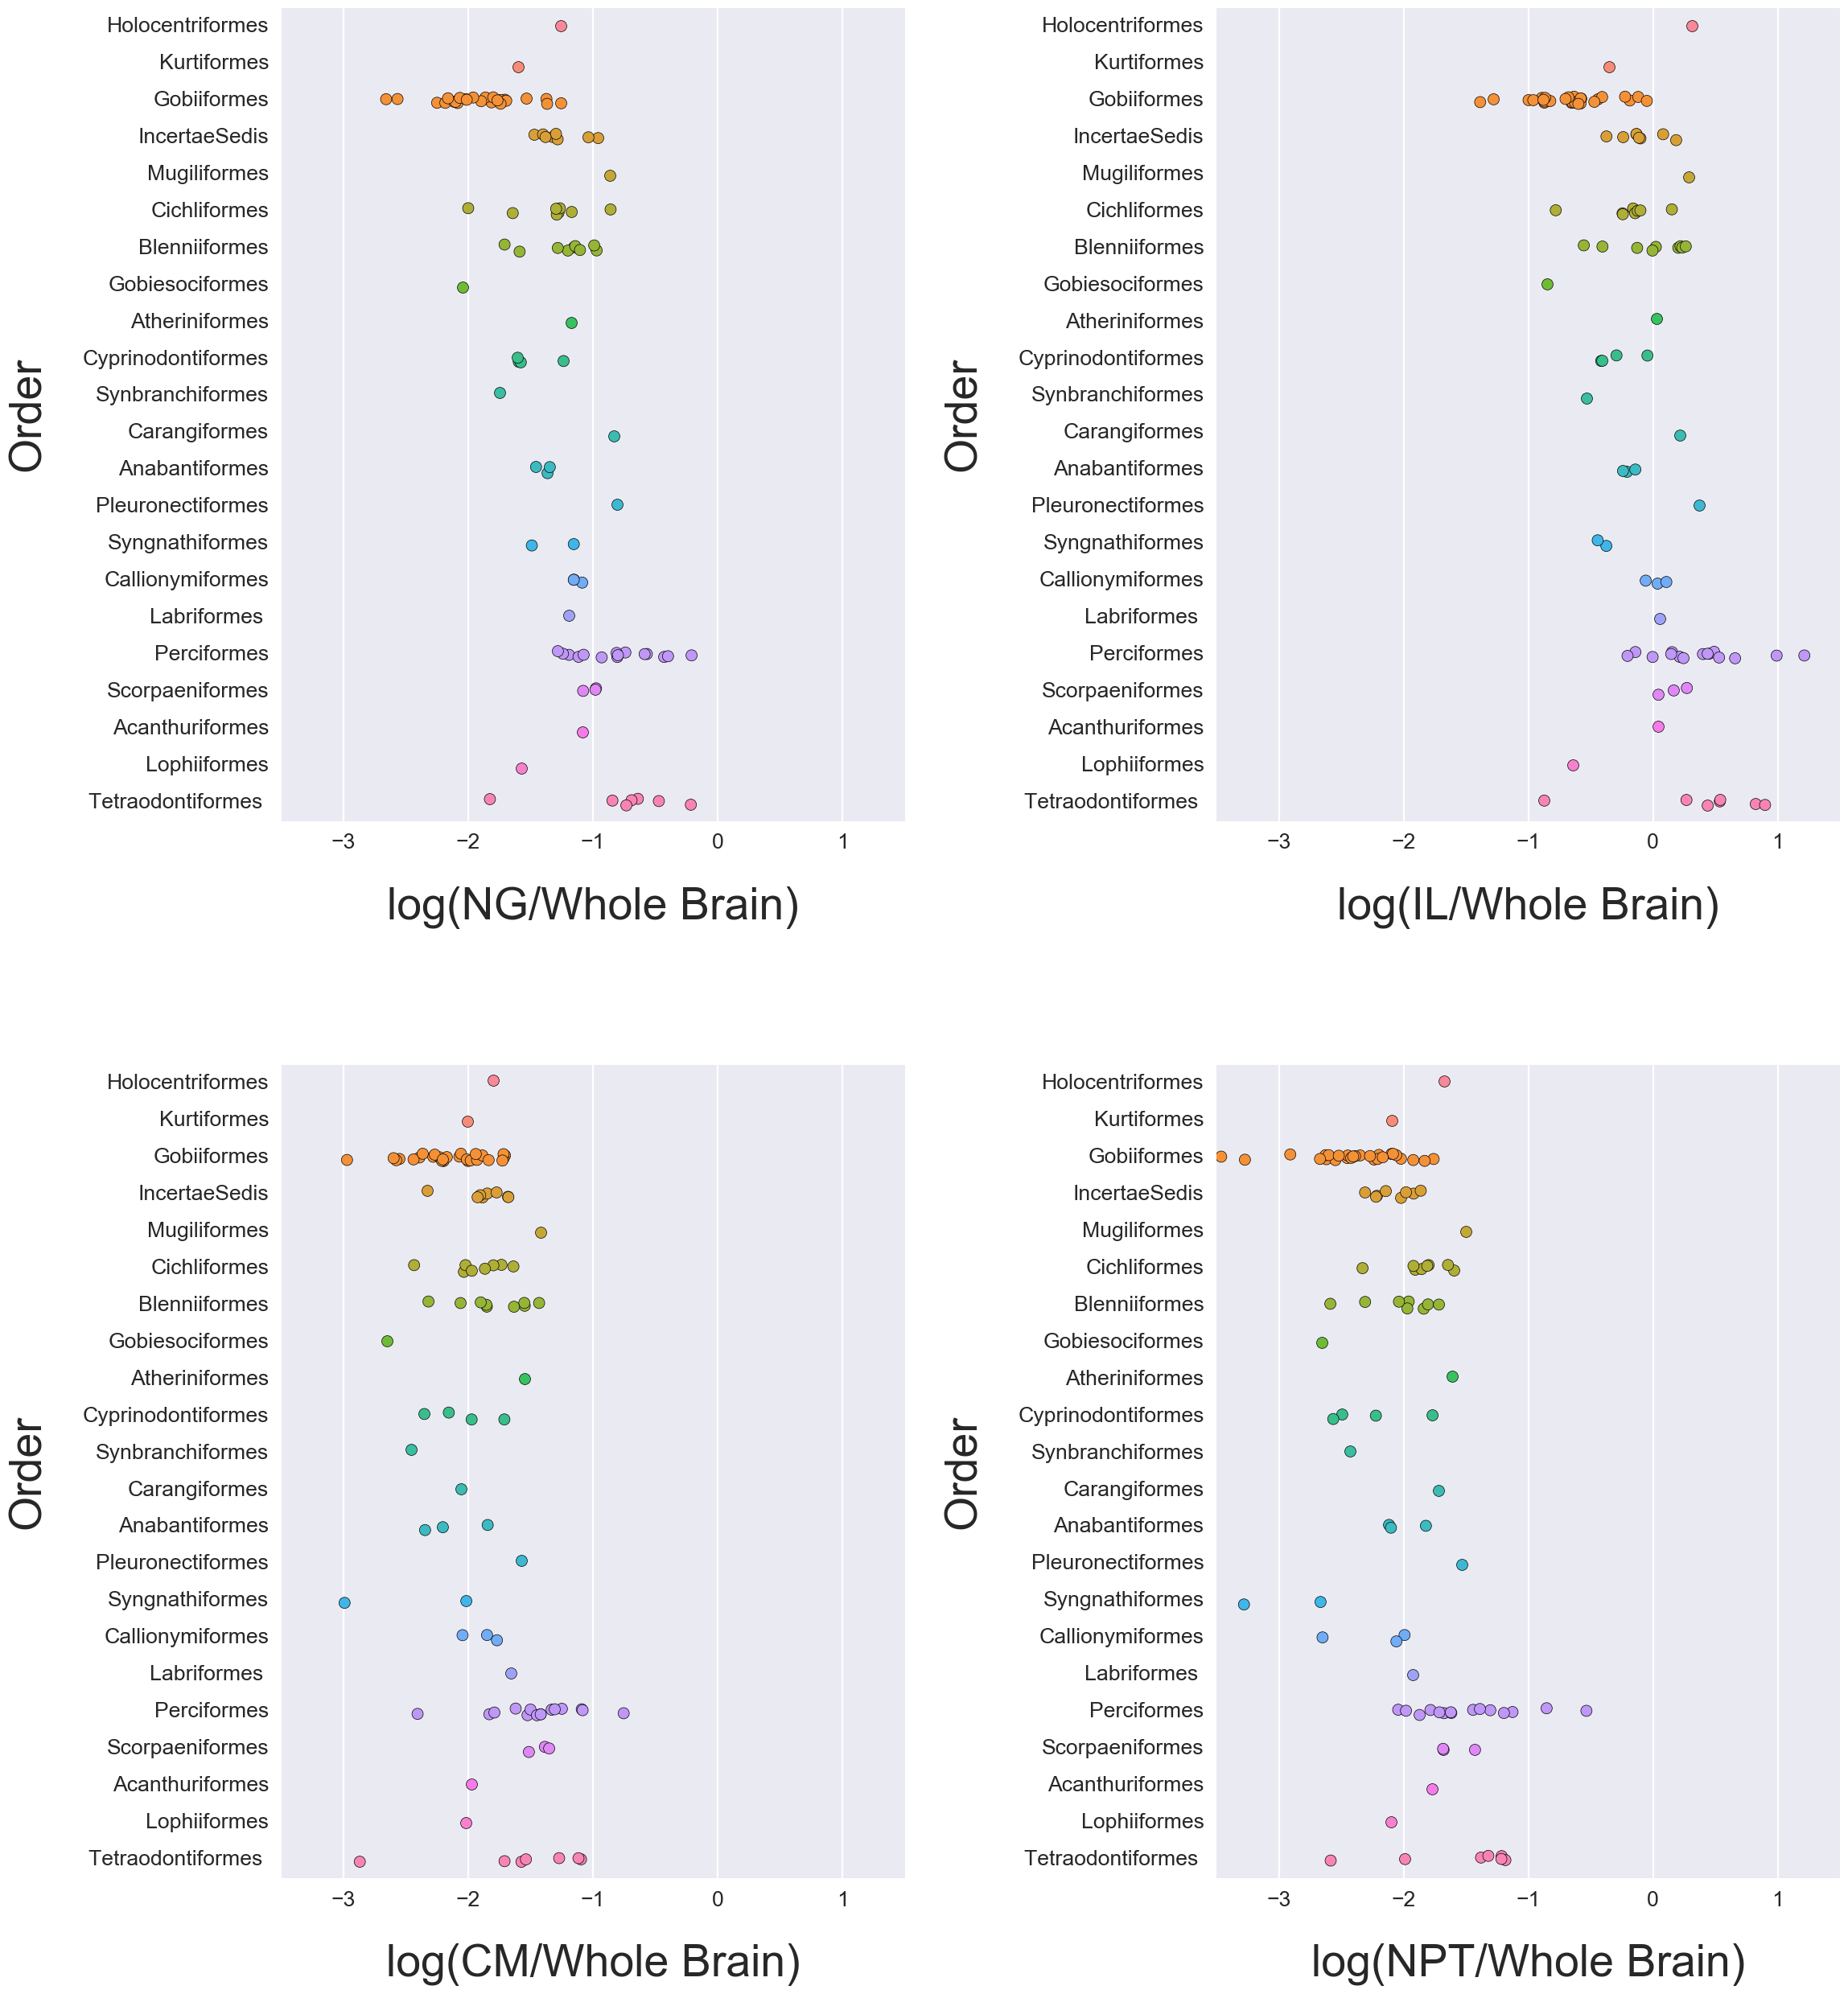 Order
Holocentriformes
Kurtiformes
Gobiiformes
IncertaeSedis
Mugiliformes
Cichliformes
Blenniiformes
Gobiesociformes
Atheriniformes
Cyprinodontiformes
Synbranchiformes
Carangiformes
Anabantiformes
Pleuronectiformes
Syngnathiformes
Callionymiformes
Labriformes
Perciformes
Scorpaeniformes
Acanthuriformes
Lophiiformes
Tetraodontiformes
−3 −2 −1 0 1
log(NG/Whole Brain)
Order
Holocentriformes
Kurtiformes
Gobiiformes
IncertaeSedis
Mugiliformes
Cichliformes
Blenniiformes
Gobiesociformes
Atheriniformes
Cyprinodontiformes
Synbranchiformes
Carangiformes
Anabantiformes
Pleuronectiformes
Syngnathiformes
Callionymiformes
Labriformes
Perciformes
Scorpaeniformes
Acanthuriformes
Lophiiformes
Tetraodontiformes
−3 −2 −1 0 1
log(IL/Whole Brain)
Order
Holocentriformes
Kurtiformes
Gobiiformes
IncertaeSedis
Mugiliformes
Cichliformes
Blenniiformes
Gobiesociformes
Atheriniformes
Cyprinodontiformes
Synbranchiformes
Carangiformes
Anabantiformes
Pleuronectiformes
Syngnathiformes
Callionymiformes
Labriformes
Perciformes
Scorpaeniformes
Acanthuriformes
Lophiiformes
Tetraodontiformes
−3 −2 −1 0 1
log(CM/Whole Brain)
Order
Holocentriformes
Kurtiformes
Gobiiformes
IncertaeSedis
Mugiliformes
Cichliformes
Blenniiformes
Gobiesociformes
Atheriniformes
Cyprinodontiformes
Synbranchiformes
Carangiformes
Anabantiformes
Pleuronectiformes
Syngnathiformes
Callionymiformes
Labriformes
Perciformes
Scorpaeniformes
Acanthuriformes
Lophiiformes
Tetraodontiformes
−3 −2 −1 0 1
log(NPT/Whole Brain)